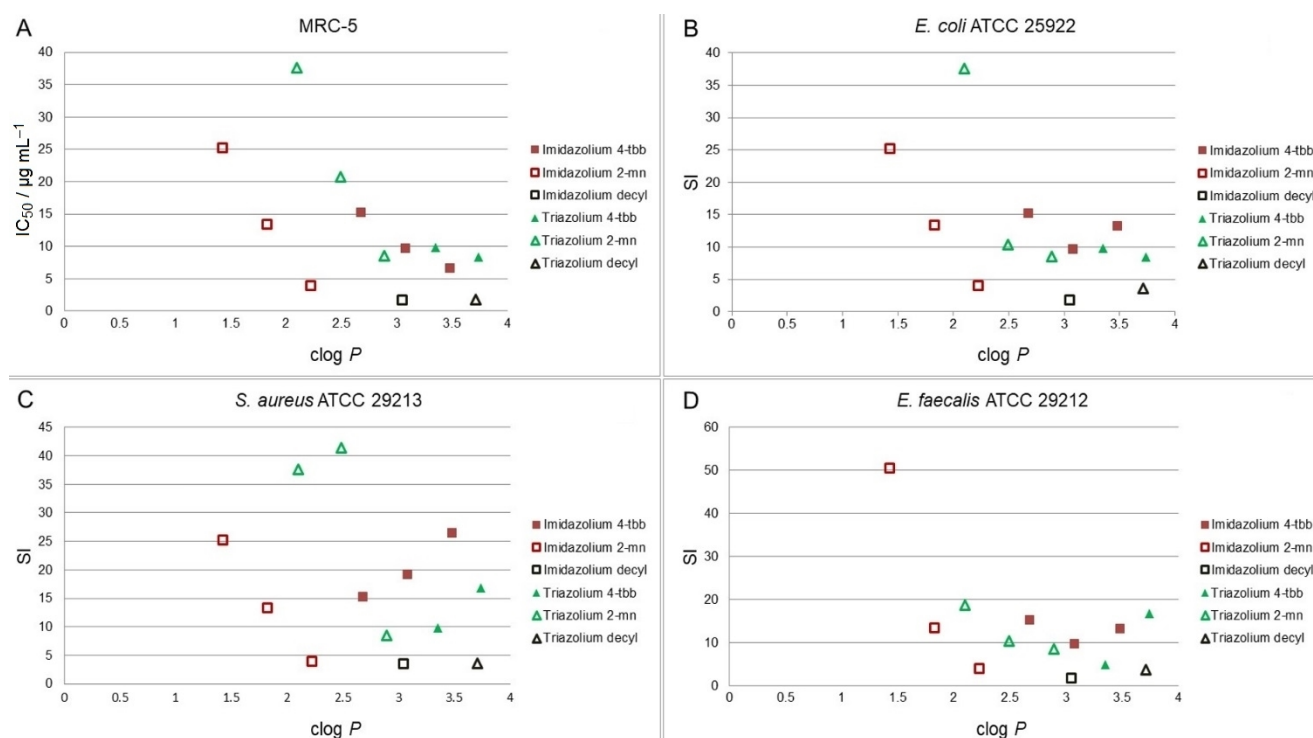 A
MRC-5
IC50 / µg mL−1
40
35
30
25
20
15
10
5
0
0 0.5 1 1.5 2 2.5 3 3.5 4
clog P
Imidazolium 4-tbb
Imidazolium 2-mn
Imidazolium decyl
Triazolium 4-tbb
Triazolium 2-mn
Triazolium decyl
B
E. coli ATCC 25922
SI
40
35
30
25
20
15
10
5
0
0 0.5 1 1.5 2 2.5 3 3.5 4
clog P
Imidazolium 4-tbb
Imidazolium 2-mn
Imidazolium decyl
Triazolium 4-tbb
Triazolium 2-mn
Triazolium decyl
C
S. aureus ATCC 29213
SI
45
40
35
30
25
20
15
10
5
0
0 0.5 1 1.5 2 2.5 3 3.5 4
clog P
Imidazolium 4-tbb
Imidazolium 2-mn
Imidazolium decyl
Triazolium 4-tbb
Triazolium 2-mn
Triazolium decyl
D
E. faecalis ATCC 29212
SI
60
50
40
30
20
10
0
0 0.5 1 1.5 2 2.5 3 3.5 4
clog P
Imidazolium 4-tbb
Imidazolium 2-mn
Imidazolium decyl
Triazolium 4-tbb
Triazolium 2-mn
Triazolium decyl